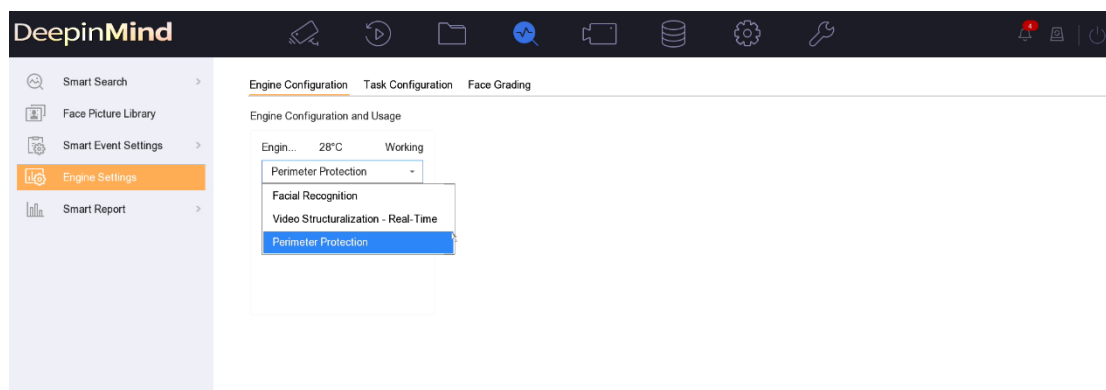 DeepinMind
4
Smart Search
Face Picture Library
Smart Event Settings
Engine Settings
Smart Report
Engine Configuration Task Configuration Face Grading
Engine Configuration and Usage
Engin... 28°C Working
Perimeter Protection
Facial Recognition
Video Structuralization - Real-Time
Perimeter Protection